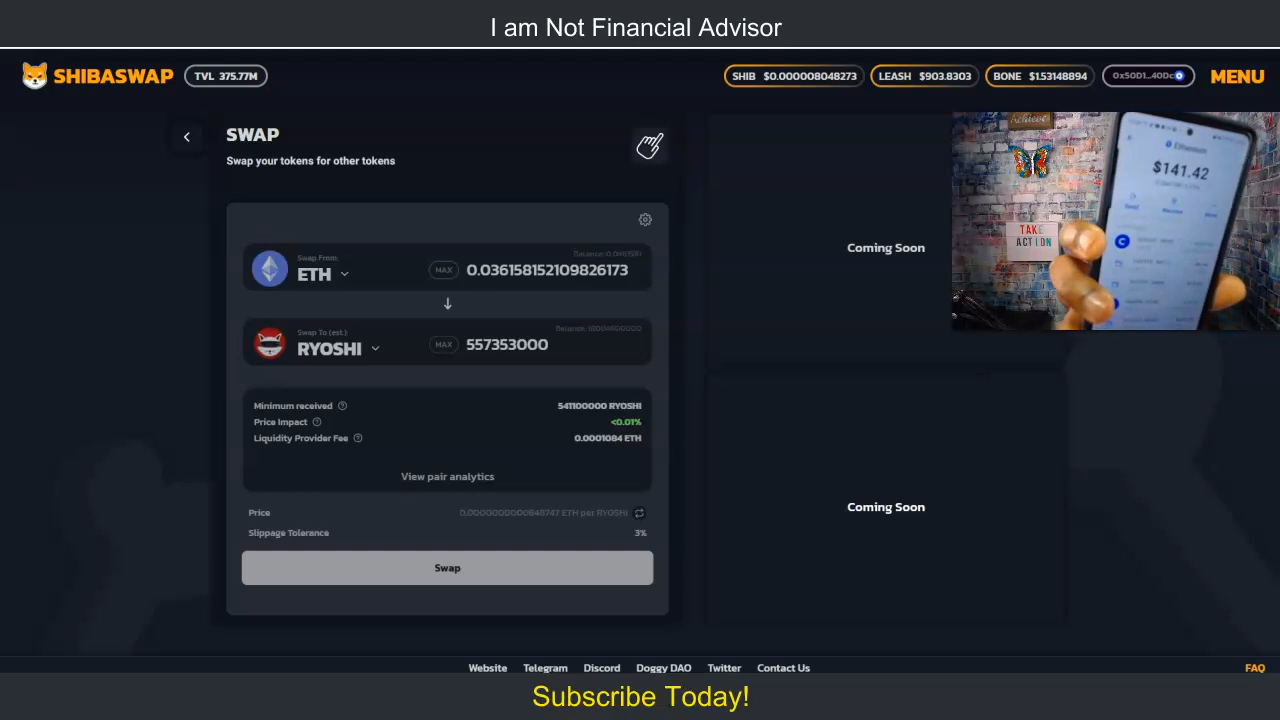 I am Not Financial Advisor
SHIBASWAP
TVL 375.77M
SHIB $0.000008048273
LEASH $903.8303
BONE $1.53148894
0x50D1...40Dc
MENU
SWAP
Swap your tokens for other tokens
Swap From:
ETH
MAX
0.036158152109826173
Swap To (est.):
RYOSHI
MAX
557353000
Minimum received
541100000 RYOSHI
Price Impact
<0.01%
Liquidity Provider Fee
0.0001084 ETH
View pair analytics
Price
Slippage Tolerance
3%
Swap
Coming Soon
Coming Soon
Achieve
TAKE
ACTION
Ethereum
$141.42
Website Telegram Discord Doggy DAO Twitter Contact Us
FAQ
Subscribe Today!